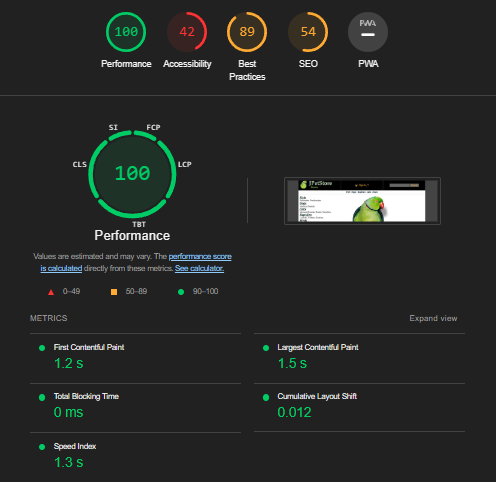 100
42
89
54
PWA
Performance
Accessibility
Best
Practices
SEO
PWA
SI
FCP
CLS
LCP
100
TBT
Performance
JPetStore
Values are estimated and may vary. The performance score
is calculated directly from these metrics. See calculator.
0–49
50–89
90–100
METRICS
Expand view
First Contentful Paint
1.2 s
Largest Contentful Paint
1.5 s
Total Blocking Time
0 ms
Cumulative Layout Shift
0.012
Speed Index
1.3 s